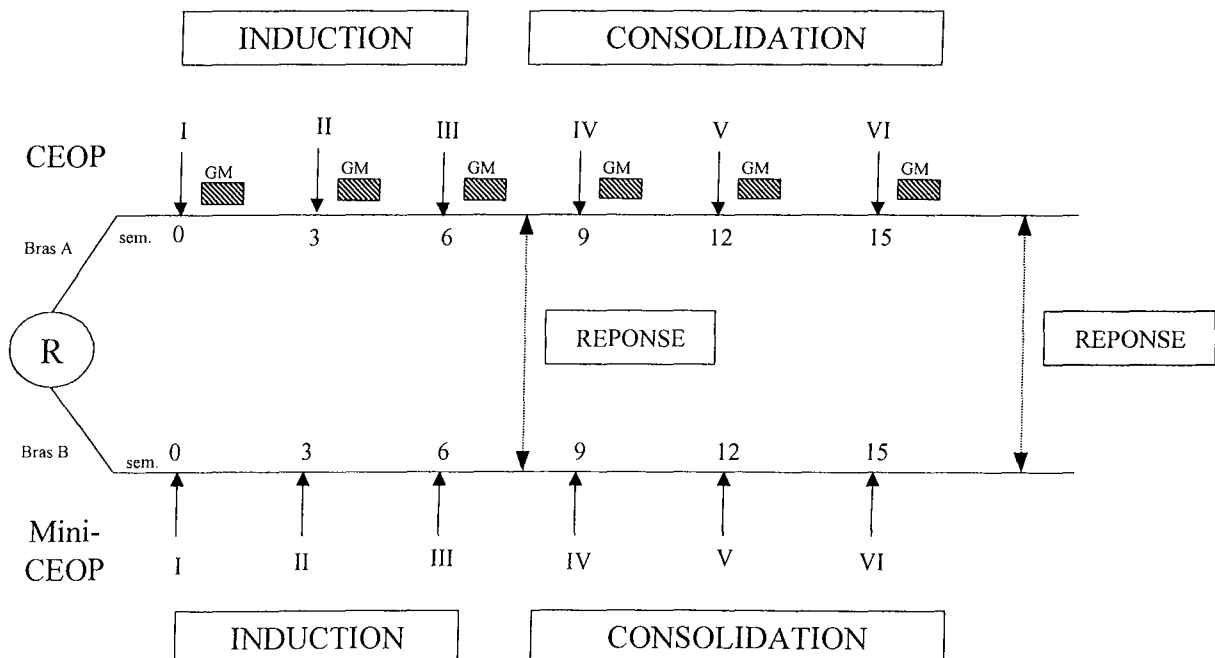 INDUCTION CONSOLIDATION
I II III IV V VI
CEOP GM GM GM GM GM GM
Bras A sem. 0 3 6 9 12 15
R REPONSE REPONSE
Bras B sem. 0 3 6 9 12 15
Mini-
CEOP I II III IV V VI
INDUCTION CONSOLIDATION